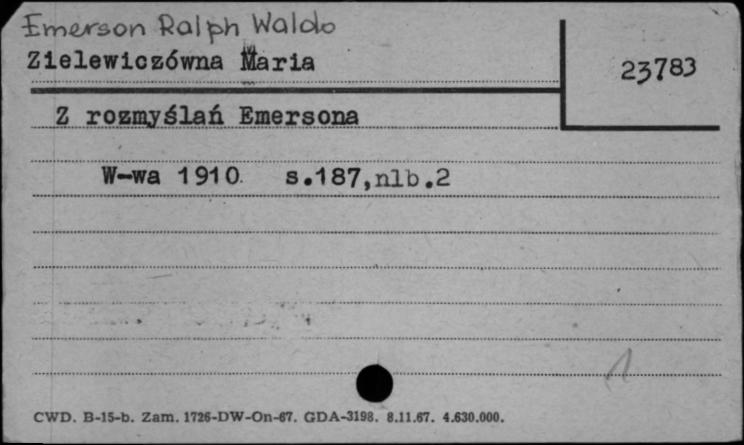 Emerson Ralph Waldo
Zielewiczówna Maria
23783
Z rozmyślań Emersona
W-wa 1910. s.187,nlb.2
1
CWD. B-15-b. Zam. 1726-DW-On-67. GDA-3198. 8.11.67. 4.630.000.